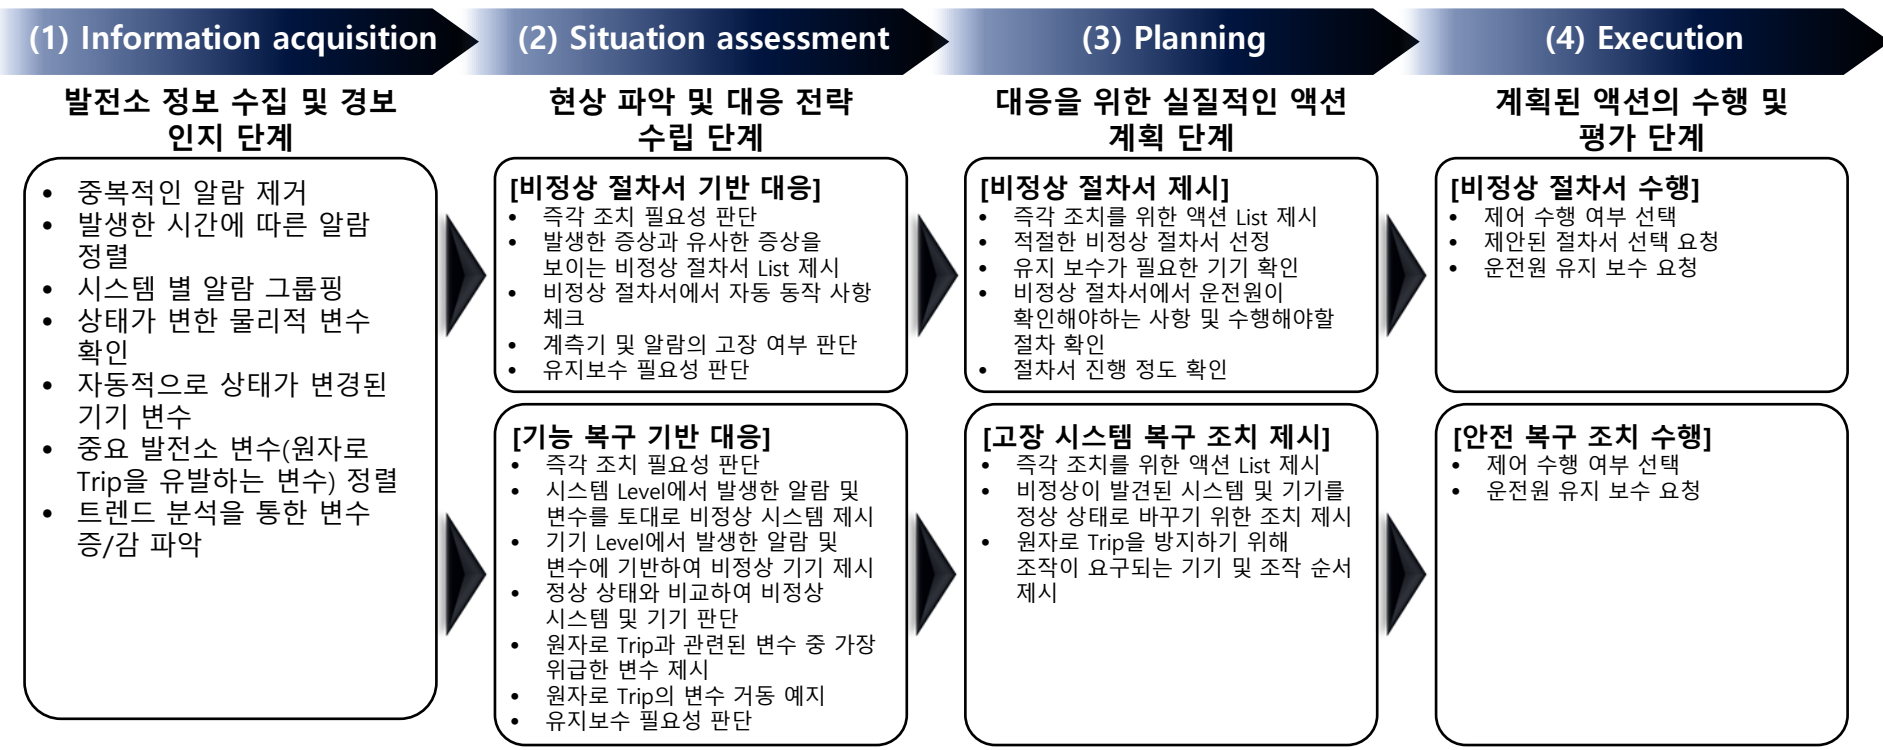 (1) Information acquisition
(2) Situation assessment
(3) Planning
(4) Execution
발전소 정보 수집 및 경보
인지 단계
• 중복적인 알람 제거
• 발생한 시간에 따른 알람
정렬
• 시스템 별 알람 그룹핑
• 상태가 변한 물리적 변수
확인
• 자동적으로 상태가 변경된
기기 변수
• 중요 발전소 변수(원자로
Trip을 유발하는 변수) 정렬
• 트렌드 분석을 통한 변수
증/감 파악
현상 파악 및 대응 전략
수립 단계
[비정상 절차서 기반 대응]
• 즉각 조치 필요성 판단
• 발생한 증상과 유사한 증상을
보이는 비정상 절차서 List 제시
• 비정상 절차서에서 자동 동작 사항
체크
• 계측기 및 알람의 고장 여부 판단
• 유지보수 필요성 판단
[기능 복구 기반 대응]
• 즉각 조치 필요성 판단
• 시스템 Level에서 발생한 알람 및
변수를 토대로 비정상 시스템 제시
• 기기 Level에서 발생한 알람 및
변수에 기반하여 비정상 기기 제시
• 정상 상태와 비교하여 비정상
시스템 및 기기 판단
• 원자로 Trip과 관련된 변수 중 가장
위급한 변수 제시
• 원자로 Trip의 변수 거동 예지
• 유지보수 필요성 판단
대응을 위한 실질적인 액션
계획 단계
[비정상 절차서 제시]
• 즉각 조치를 위한 액션 List 제시
• 적절한 비정상 절차서 선정
• 유지 보수가 필요한 기기 확인
• 비정상 절차서에서 운전원이
확인해야하는 사항 및 수행해야할
절차 확인
• 절차서 진행 정도 확인
[고장 시스템 복구 조치 제시]
• 즉각 조치를 위한 액션 List 제시
• 비정상이 발견된 시스템 및 기기를
정상 상태로 바꾸기 위한 조치 제시
• 원자로 Trip을 방지하기 위해
조작이 요구되는 기기 및 조작 순서
제시
계획된 액션의 수행 및
평가 단계
[비정상 절차서 수행]
• 제어 수행 여부 선택
• 제안된 절차서 선택 요청
• 운전원 유지 보수 요청
[안전 복구 조치 수행]
• 제어 수행 여부 선택
• 운전원 유지 보수 요청